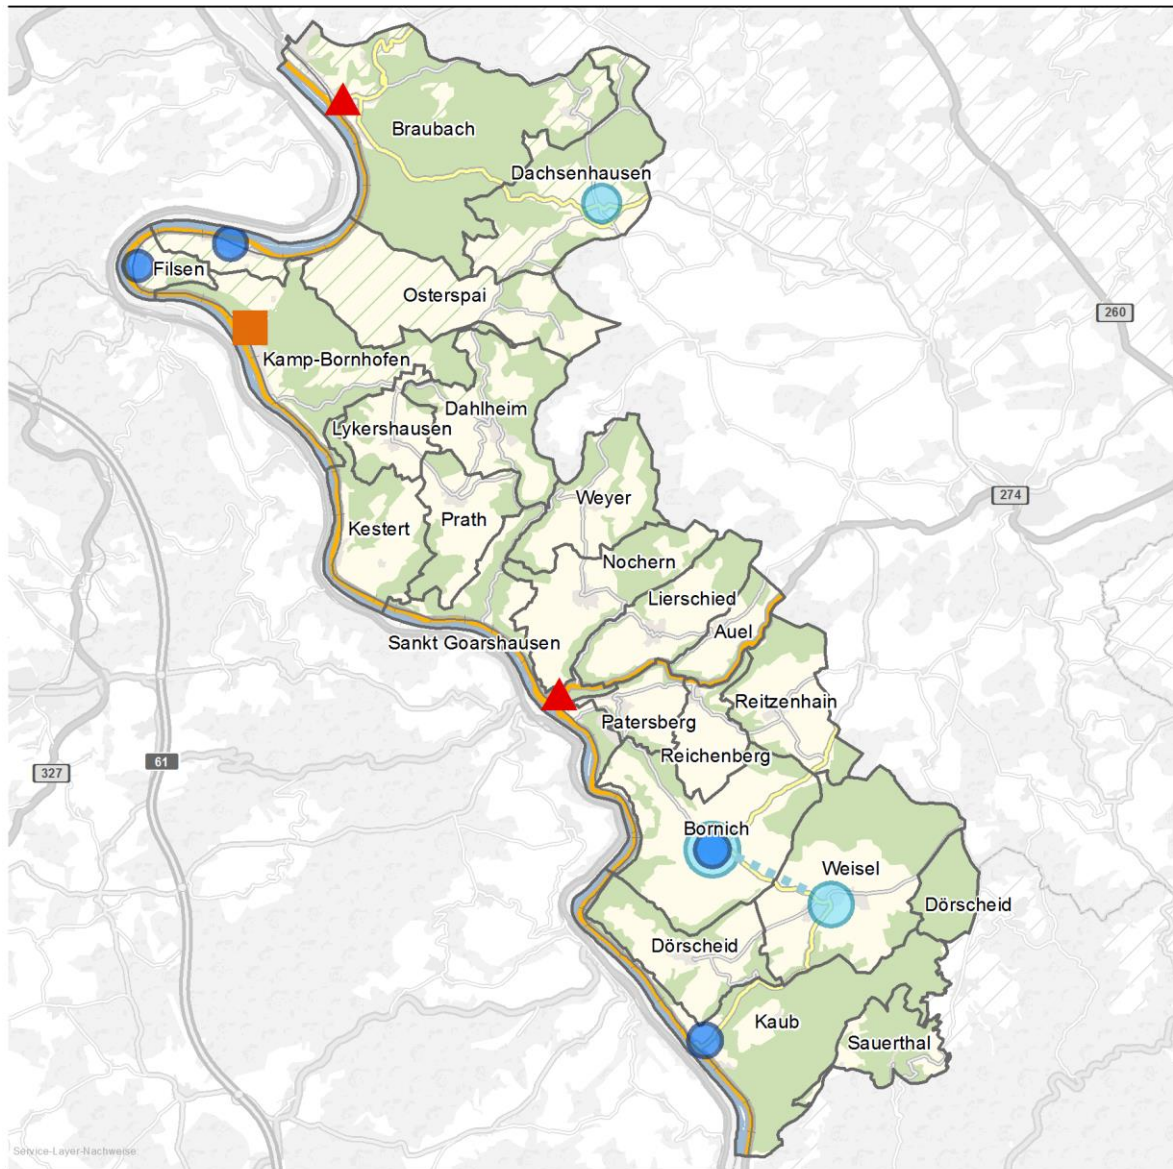 Braubach
Dachsenhausen
Filsen
Osterspai
260
Kamp-Bornhofen
Dahlheim
Lykershausen
Weyer
274
Prath
Kestert
Nochern
Lierschied
Auel
Sankt Goarshausen
Reitzenhain
Patersberg
Reichenberg
61
327
Bornich
Weisel
Dörscheid
Dörscheid
Kaub
Sauerthal
Service-Layer-Nachweise